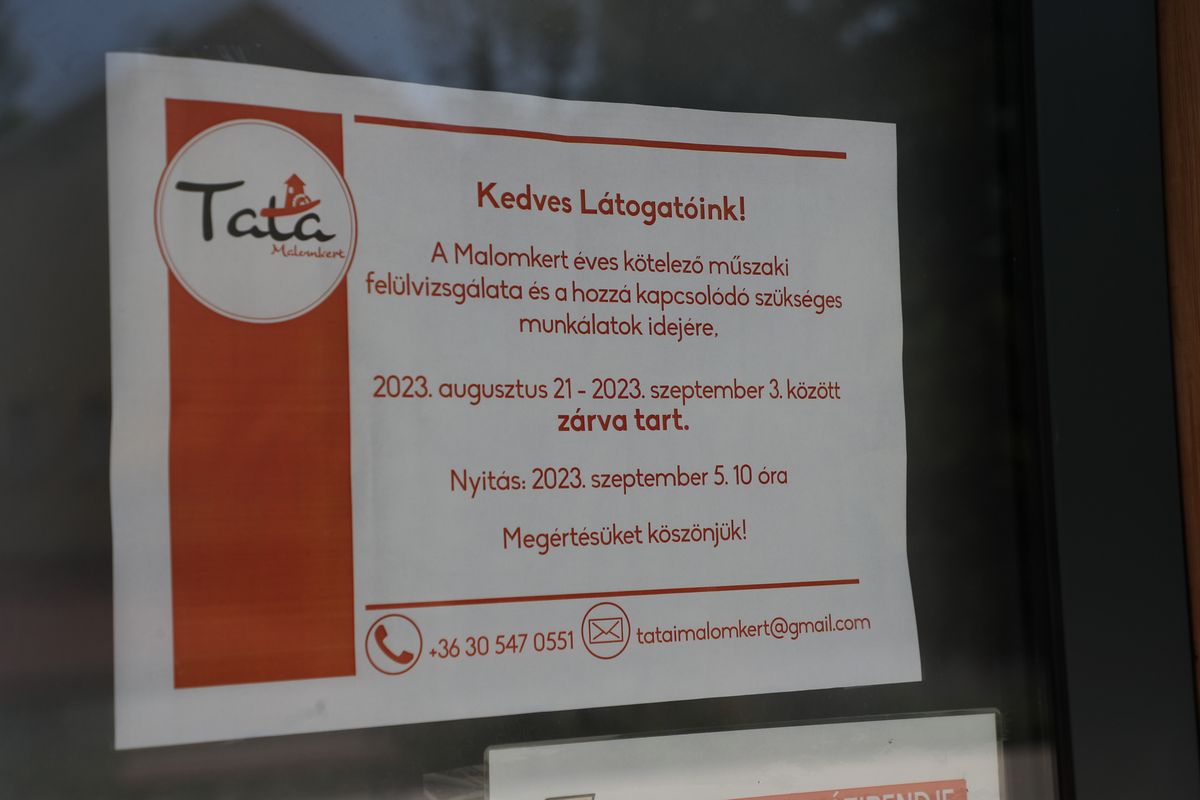 Tata
Malomkert
Kedves Látogatóink!
A Malomkert éves kötelező műszaki
felülvizsgálata és a hozzá kapcsolódó szükséges
munkálatok idejére,
2023. augusztus 21 - 2023. szeptember 3. között
zárva tart.
Nyitás: 2023. szeptember 5. 10 óra
Megértésüket köszönjük!
+36 30 547 0551
tataimalomkert@gmail.com